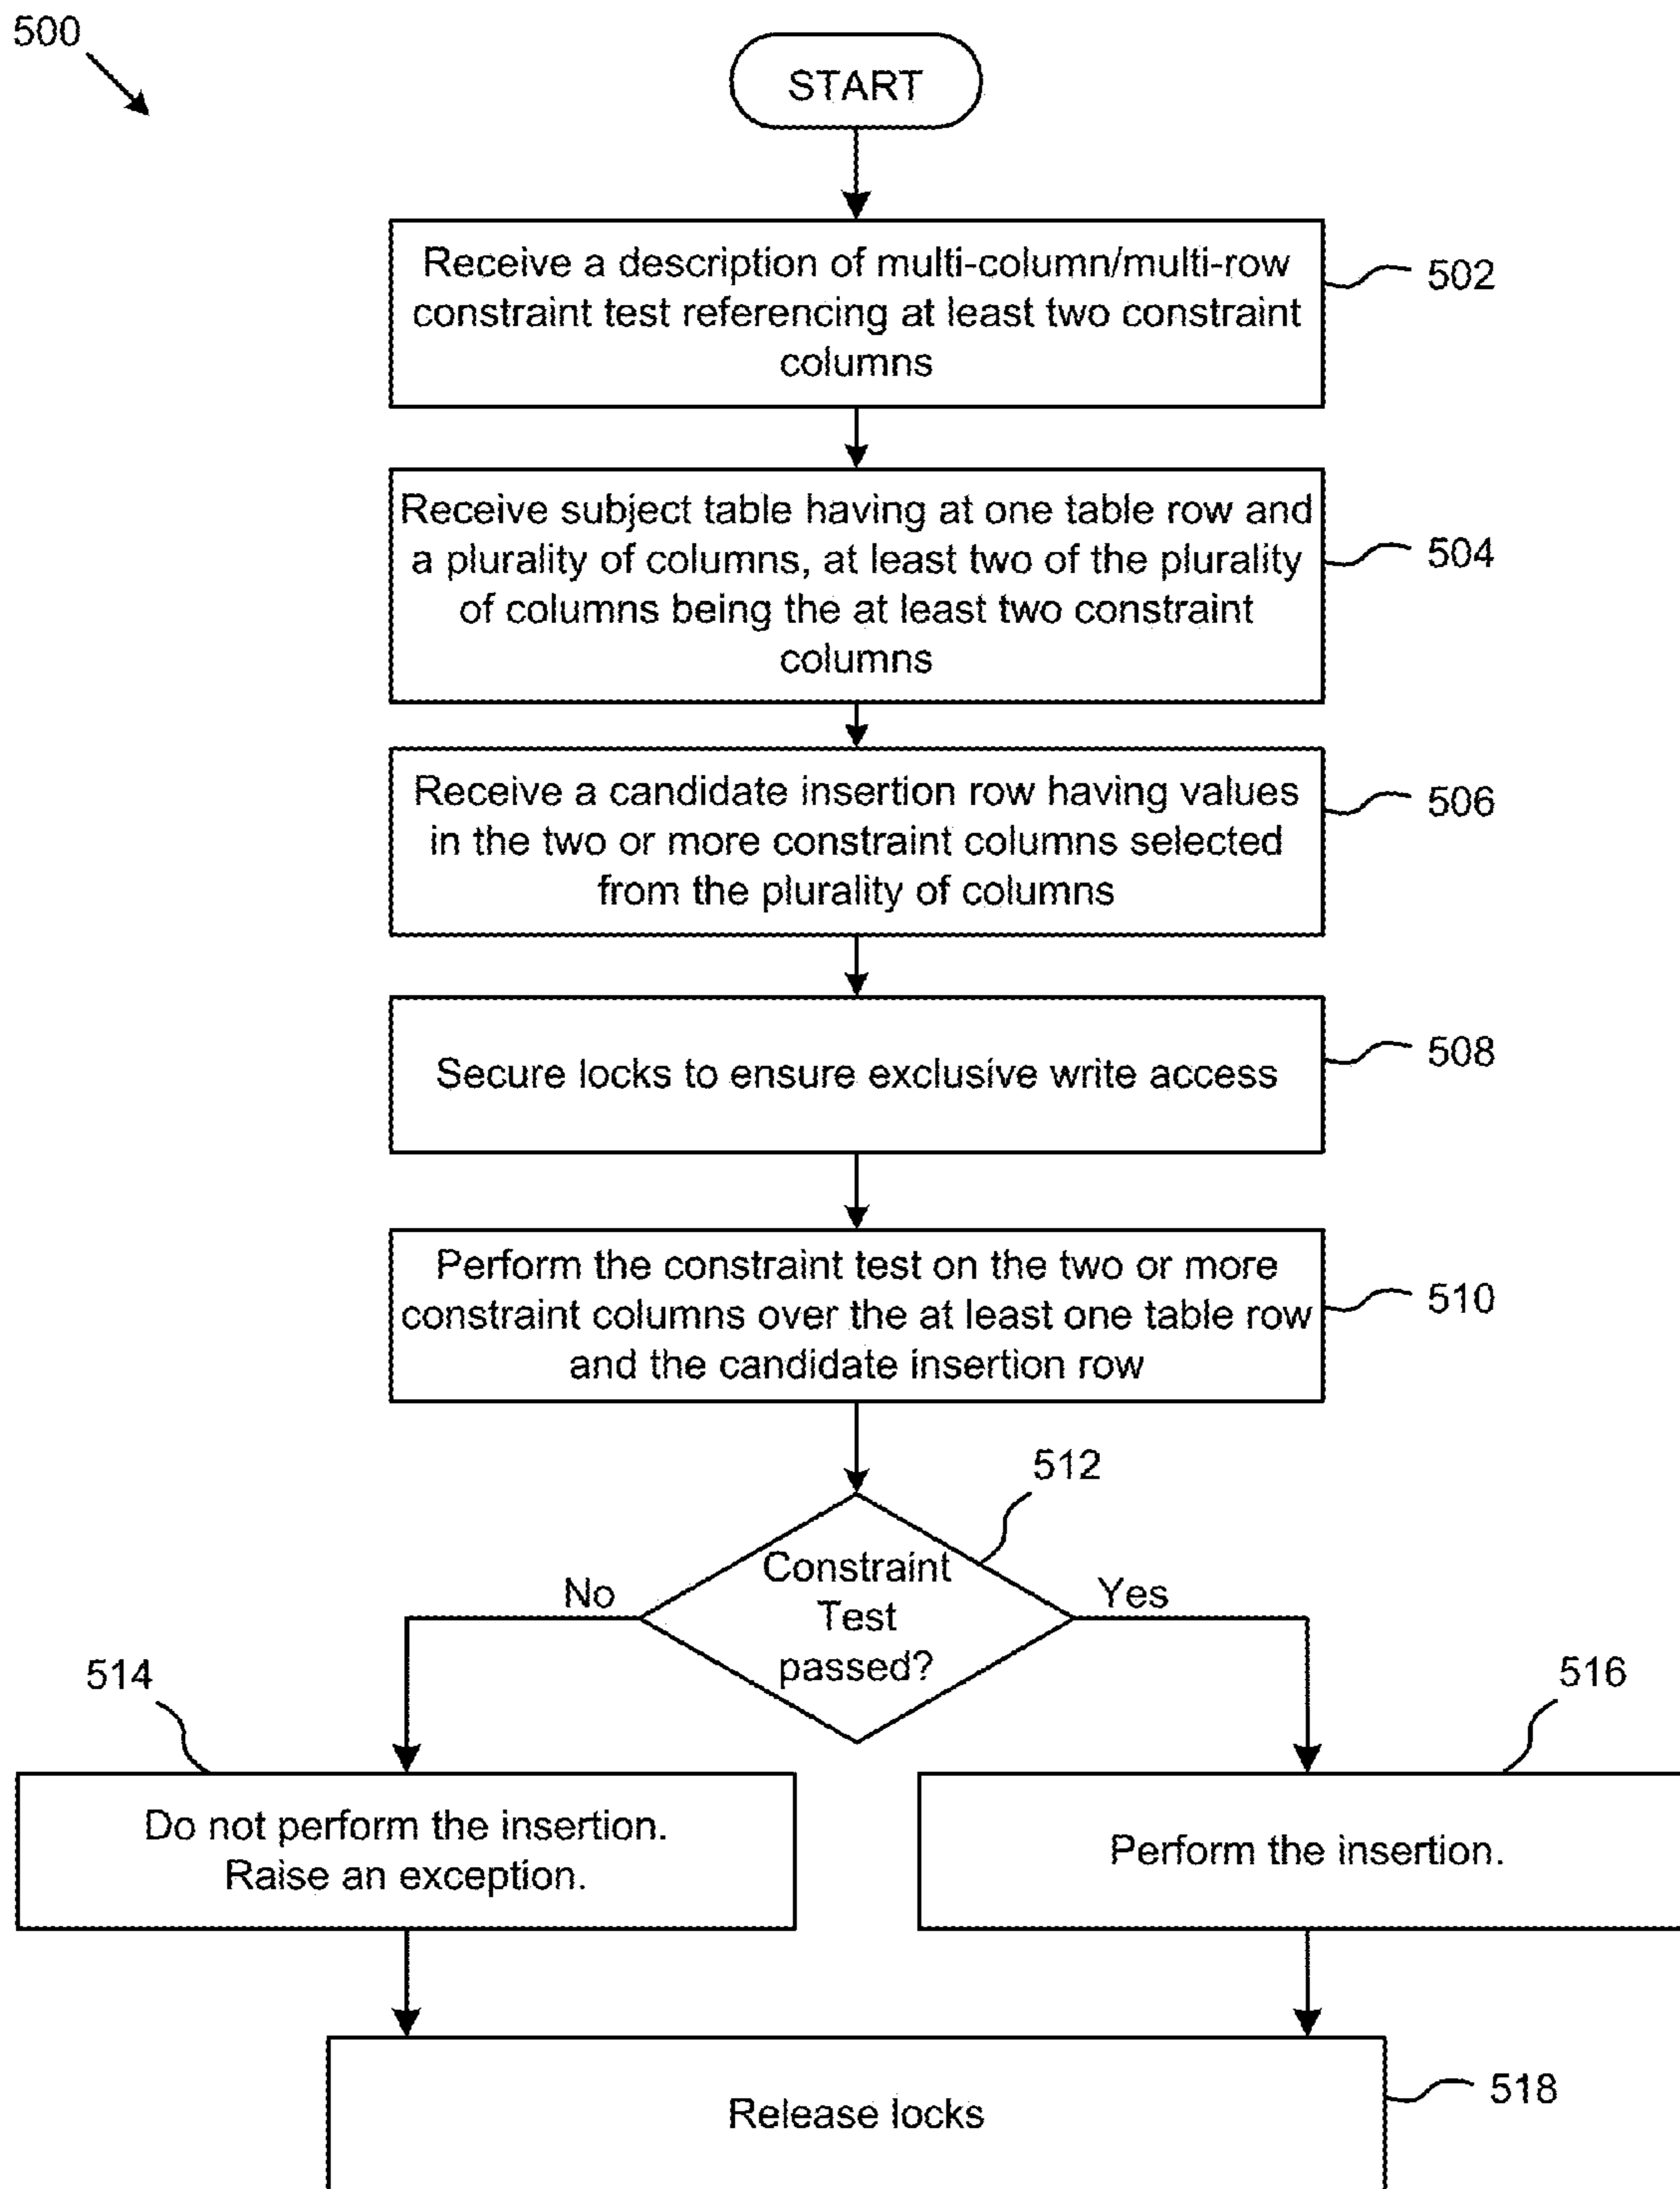 500
START
Receive a description of multi-column/multi-row
constraint test referencing at least two constraint
columns
502
Receive subject table having at one table row and
a plurality of columns, at least two of the plurality
of columns being the at least two constraint
columns
504
Receive a candidate insertion row having values
in the two or more constraint columns selected
from the plurality of columns
506
Secure locks to ensure exclusive write access
508
Perform the constraint test on the two or more
constraint columns over the at least one table row
and the candidate insertion row
510
512
Constraint
Test
passed?
No
Yes
514
516
Do not perform the insertion.
Raise an exception.
Perform the insertion.
Release locks
518